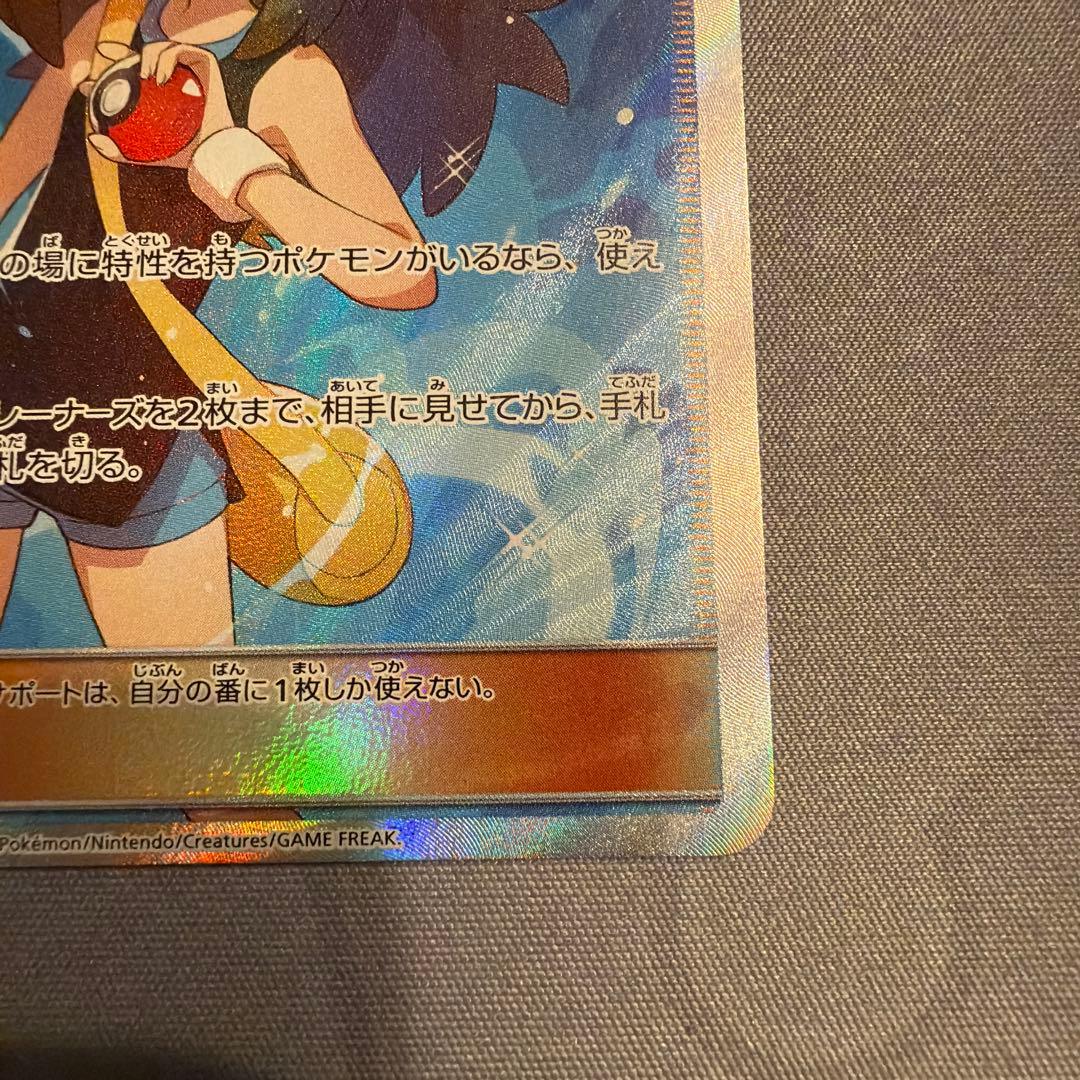 の場に特性を持つポケモンがいるなら、使え
レーナーズを2枚まで、相手に見せてから、手札
札を切る。
サポートは、自分の番に1枚しか使えない。
Pokémon/Nintendo/Creatures/GAME FREAK.